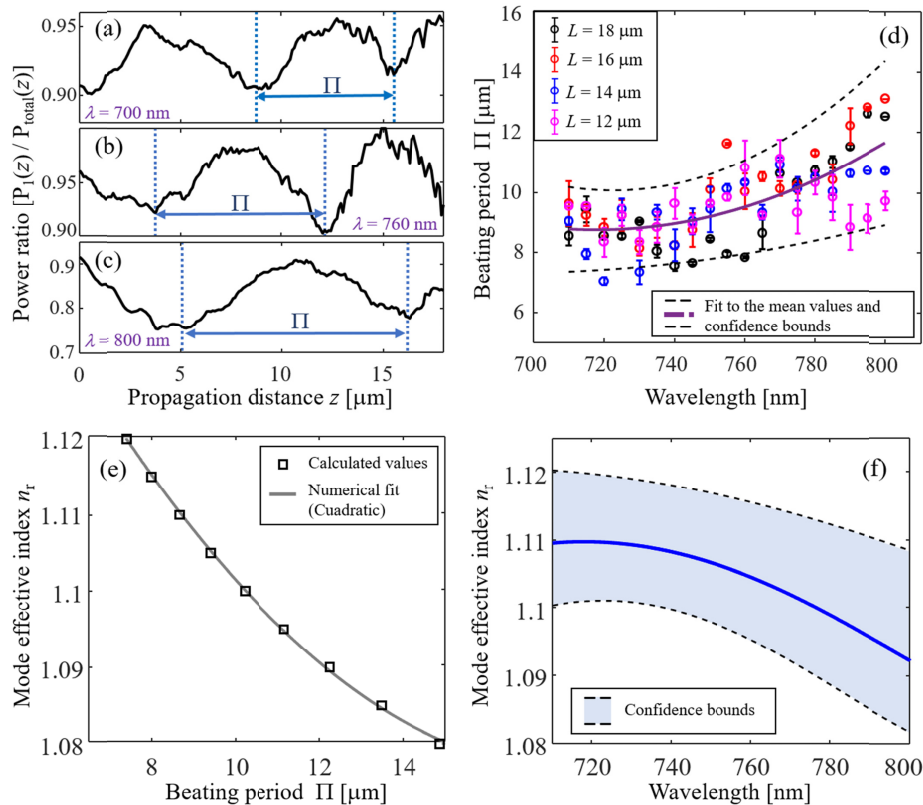 Power ratio [P₁(z) / P_total(z)]
0.95
0.90
(a)
Π
λ = 700 nm
0.95
0.90
(b)
Π
λ = 760 nm
0.9
0.8
0.7
(c)
Π
λ = 800 nm
0 5 10 15
Propagation distance z [µm]
Beating period Π [µm]
16
14
12
10
8
6
(d)
L = 18 µm
L = 16 µm
L = 14 µm
L = 12 µm
Fit to the mean values and
confidence bounds
700 720 740 760 780 800
Wavelength [nm]
Mode effective index nᵣ
1.12
1.11
1.1
1.09
1.08
(e)
Calculated values
Numerical fit
(Cuadratic)
8 10 12 14
Beating period Π [µm]
Mode effective index nᵣ
1.12
1.11
1.1
1.09
1.08
(f)
Confidence bounds
720 740 760 780 800
Wavelength [nm]